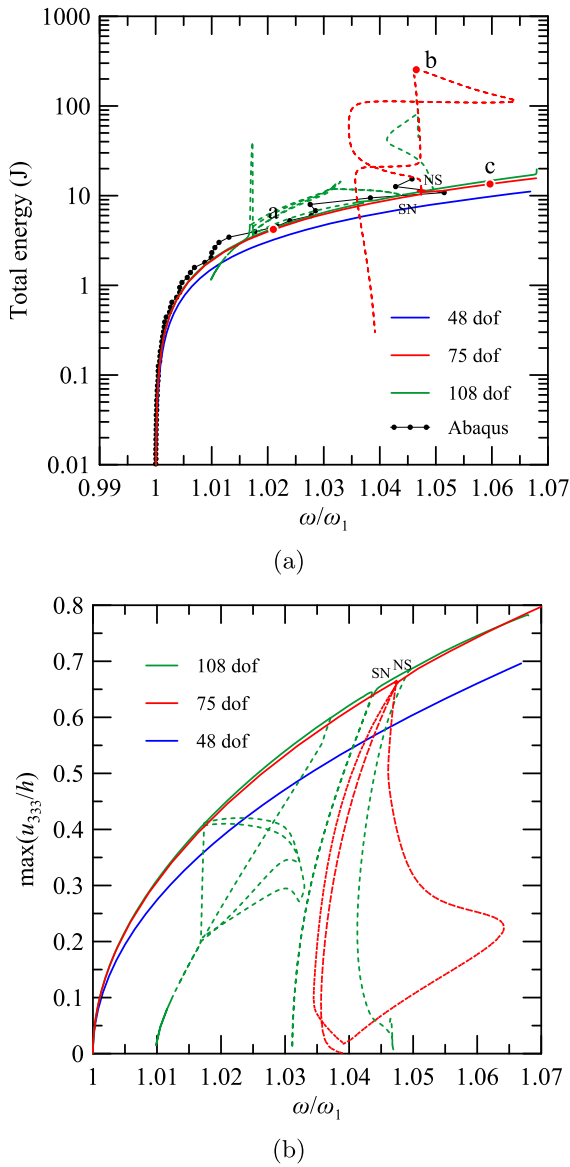 (a)
1000
100
10
1
0.1
0.01
Total energy (J)
b
c
a
NS
SN
48 dof
75 dof
108 dof
Abaqus
0.99 1 1.01 1.02 1.03 1.04 1.05 1.06 1.07
ω/ω1
(a)
0.8
0.7
0.6
0.5
0.4
0.3
0.2
0.1
0
max(u333/h)
SN NS
108 dof
75 dof
48 dof
1 1.01 1.02 1.03 1.04 1.05 1.06 1.07
ω/ω1
(b)